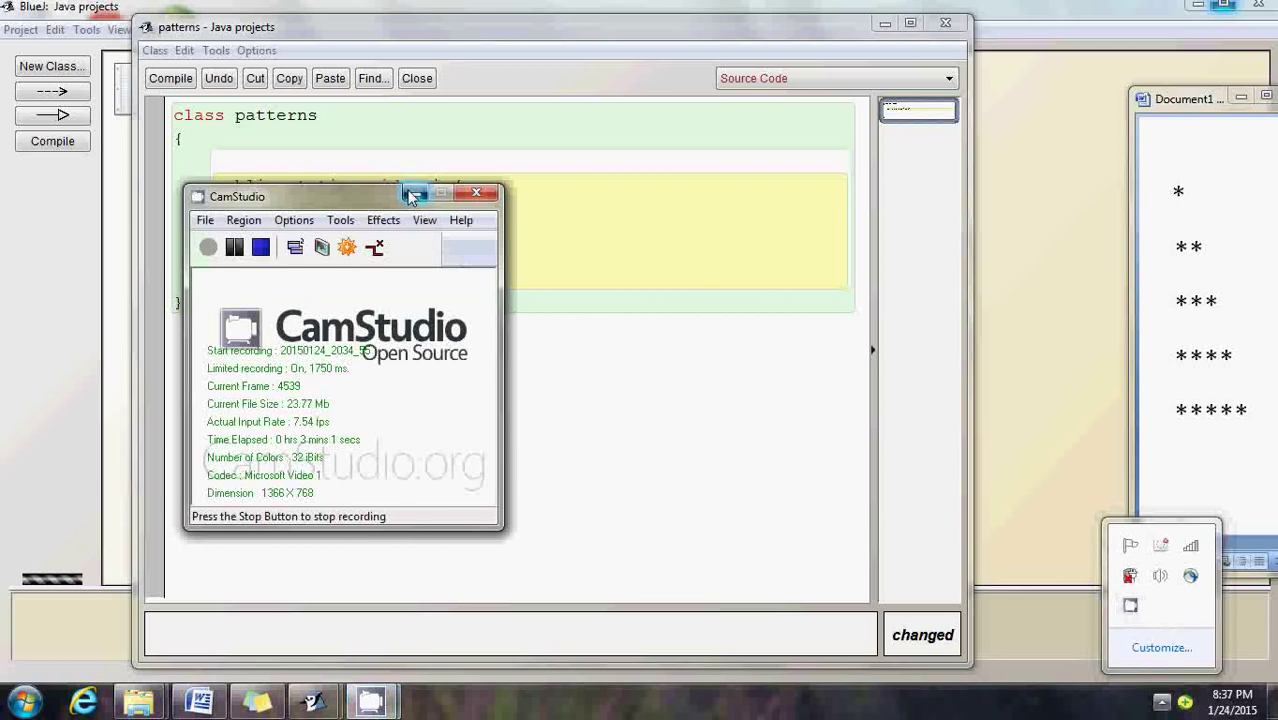 BlueJ: Java projects
Project Edit Tools View
New Class...
Compile
patterns - Java projects
Class Edit Tools Options
Compile Undo Cut Copy Paste Find... Close
Source Code
class patterns
{
}
CamStudio
File Region Options Tools Effects View Help
CamStudio
Open Source
Start recording : 20150124_2034_55
Limited recording : On, 1750 ms.
Current Frame : 4539
Current File Size : 23.77 Mb
Actual Input Rate : 7.54 fps
Time Elapsed : 0 hrs 3 mins 1 secs
Number of Colors : 32 iBits
Codec : Microsoft Video 1
Dimension 1366 X 768
CamStudio.org
Press the Stop Button to stop recording
changed
Document1 ...
*
**
***
****
*****
Customize...
8:37 PM
1/24/2015